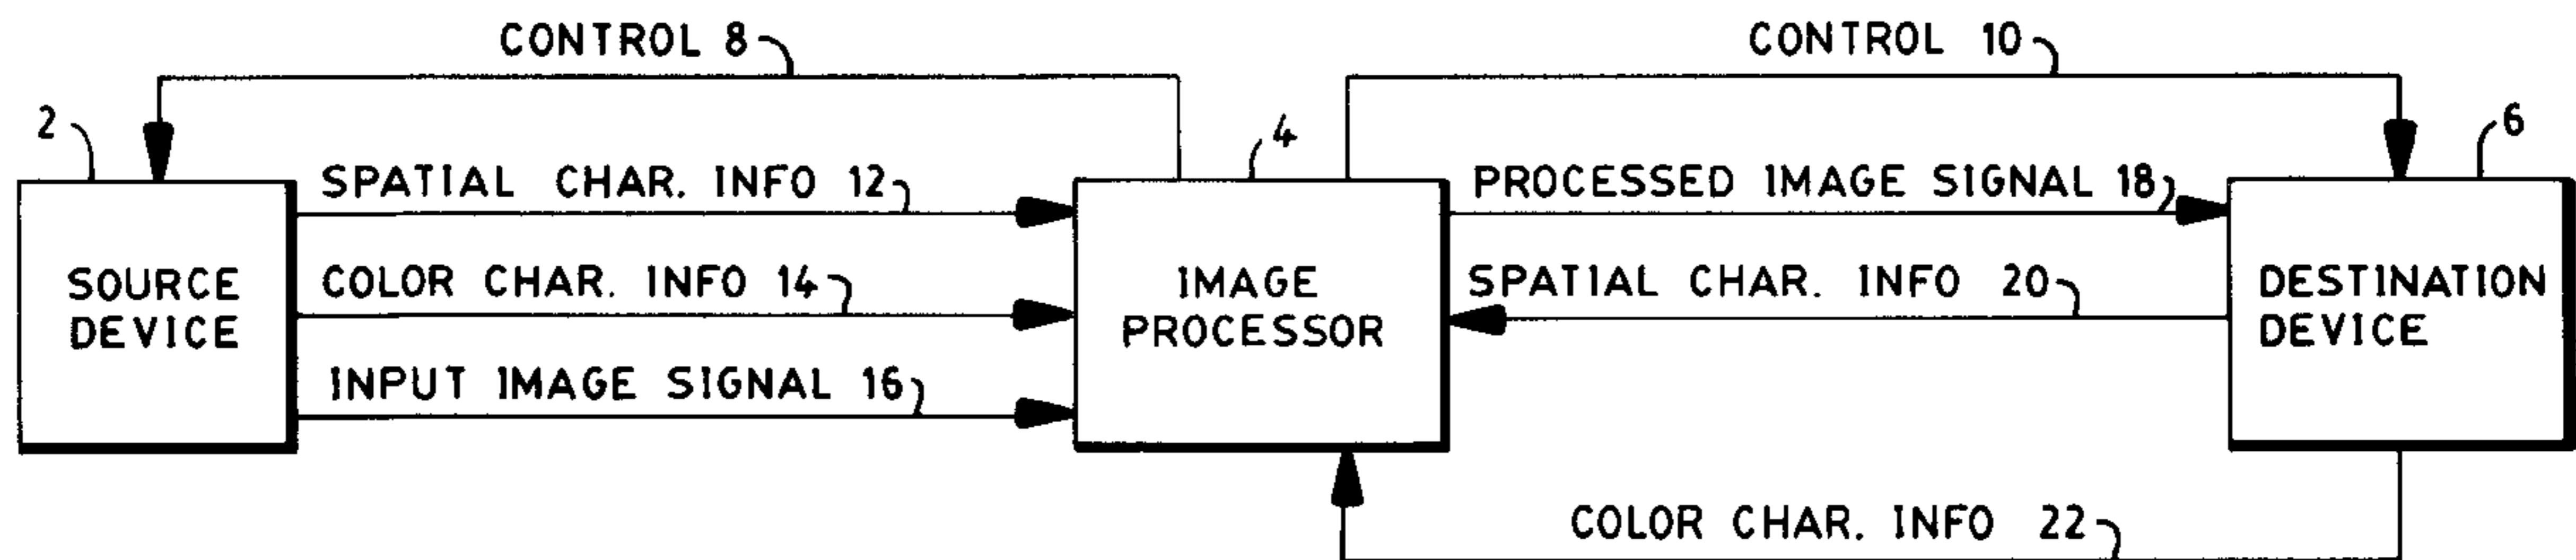 CONTROL 8
CONTROL 10
2
4
6
SPATIAL CHAR. INFO 12
PROCESSED IMAGE SIGNAL 18
SOURCE
DEVICE
COLOR CHAR. INFO 14
IMAGE
PROCESSOR
SPATIAL CHAR. INFO 20
DESTINATION
DEVICE
INPUT IMAGE SIGNAL 16
COLOR CHAR. INFO 22